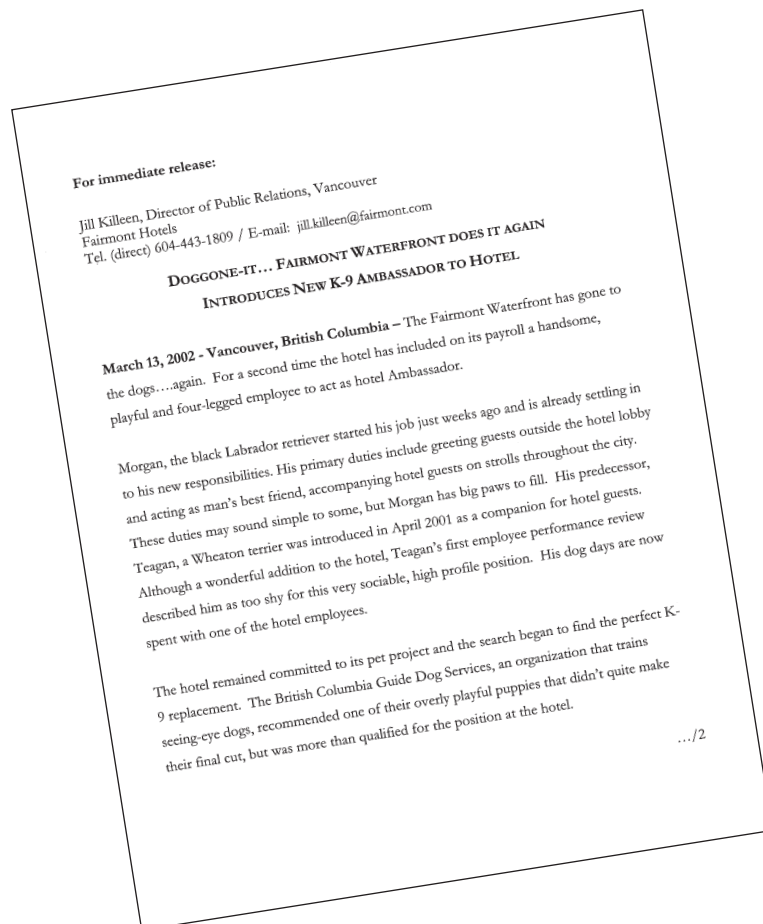 For immediate release:
Jill Killeen, Director of Public Relations, Vancouver
Fairmont Hotels
Tel. (direct) 604-443-1809 / E-mail: jill.killeen@fairmont.com
DOGGONE-IT… FAIRMONT WATERFRONT DOES IT AGAIN
INTRODUCES NEW K-9 AMBASSADOR TO HOTEL
March 13, 2002 - Vancouver, British Columbia – The Fairmont Waterfront has gone to
the dogs….again. For a second time the hotel has included on its payroll a handsome,
playful and four-legged employee to act as hotel Ambassador.
Morgan, the black Labrador retriever started his job just weeks ago and is already settling in
to his new responsibilities. His primary duties include greeting guests outside the hotel lobby
and acting as man's best friend, accompanying hotel guests on strolls throughout the city.
These duties may sound simple to some, but Morgan has big paws to fill. His predecessor,
Teagan, a Wheaton terrier was introduced in April 2001 as a companion for hotel guests.
Although a wonderful addition to the hotel, Teagan's first employee performance review
described him as too shy for this very sociable, high profile position. His dog days are now
spent with one of the hotel employees.
The hotel remained committed to its pet project and the search began to find the perfect K-
9 replacement. The British Columbia Guide Dog Services, an organization that trains
seeing-eye dogs, recommended one of their overly playful puppies that didn't quite make
their final cut, but was more than qualified for the position at the hotel.
…/2